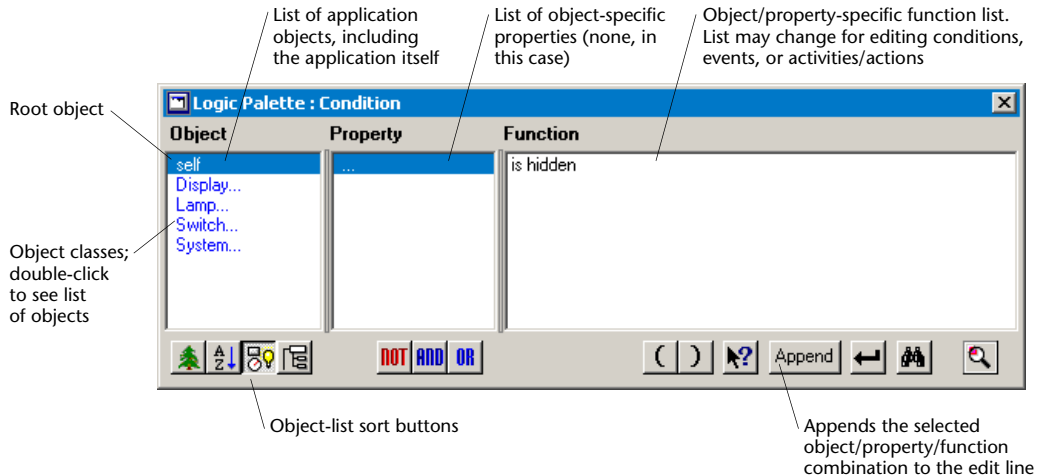 List of application
objects, including
the application itself
List of object-specific
properties (none, in
this case)
Object/property-specific function list.
List may change for editing conditions,
events, or activities/actions
Root object
Logic Palette : Condition
Object
Property
Function
self
...
is hidden
Display...
Lamp...
Switch...
System...
Object classes;
double-click
to see list
of objects
A
Z
NOT AND OR
( ) ? Append
Object-list sort buttons
Appends the selected
object/property/function
combination to the edit line